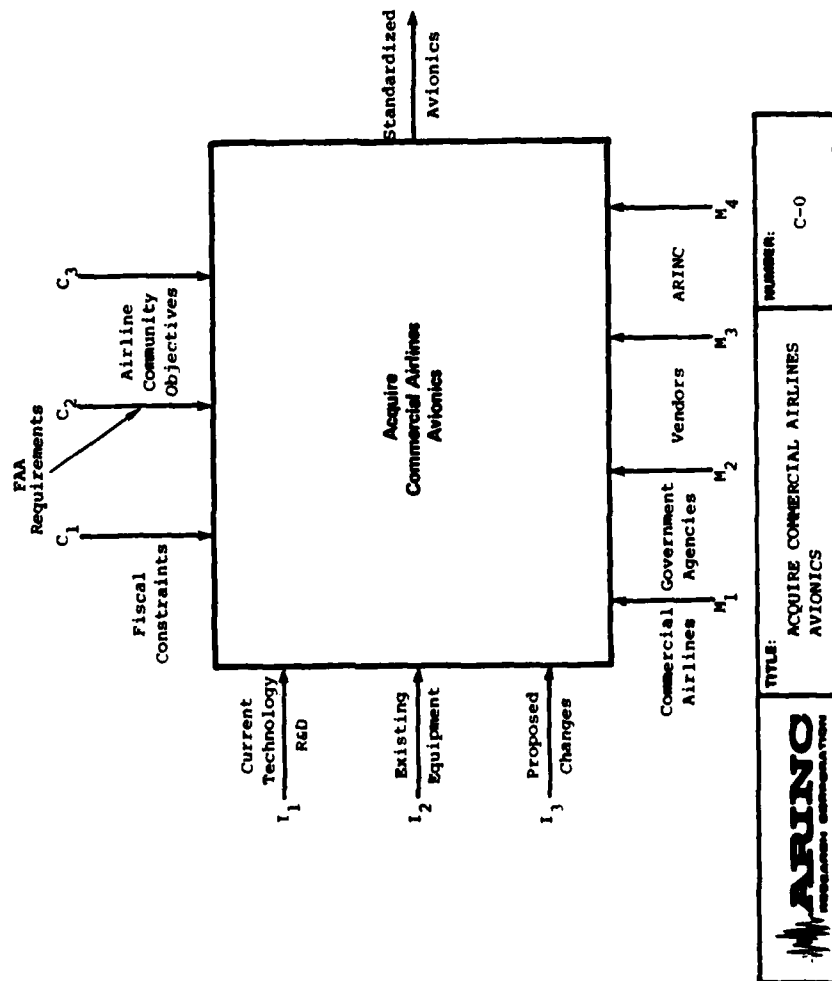 FAA
Requirements
C1
C2
C3
Fiscal
Constraints
Airline
Community
Objectives
I1
Current
Technology
R&D
I2
Existing
Equipment
I3
Proposed
Changes
Acquire
Commercial Airlines
Avionics
Standardized
Avionics
Commercial
Airlines
Government
Agencies
Vendors
ARINC
M1
M2
M3
M4
ARINC
RESEARCH CORPORATION
TITLE:
ACQUIRE COMMERCIAL AIRLINES
AVIONICS
NUMBER:
C-0